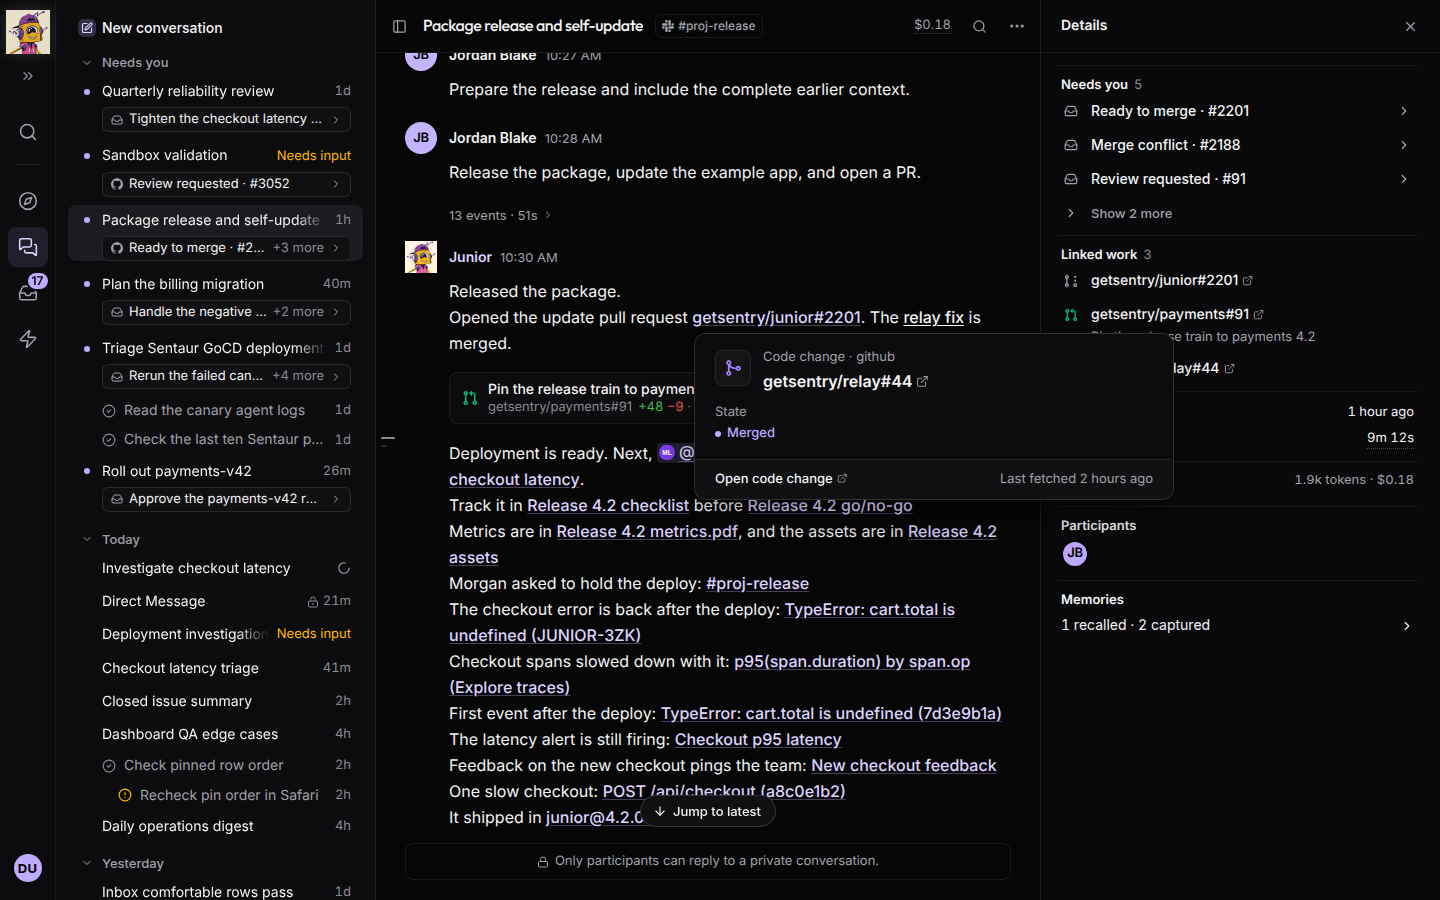 New conversation
Needs you
Quarterly reliability review 1d
Tighten the checkout latency ...
Sandbox validation Needs input
Review requested · #3052
Package release and self-update 1h
Ready to merge · #2... +3 more
Plan the billing migration 40m
Handle the negative ... +2 more
Triage Sentaur GoCD deployment 1d
Rerun the failed can... +4 more
Read the canary agent logs 1d
Check the last ten Sentaur p... 1d
Roll out payments-v42 26m
Approve the payments-v42 r...
Today
Investigate checkout latency
Direct Message 21m
Deployment investigation Needs input
Checkout latency triage 41m
Closed issue summary 2h
Dashboard QA edge cases 4h
Check pinned row order 2h
Recheck pin order in Safari 2h
Daily operations digest 4h
Yesterday
Inbox comfortable rows pass 1d
17
DU
Package release and self-update #proj-release $0.18
JB Jordan Blake 10:27 AM
Prepare the release and include the complete earlier context.
JB Jordan Blake 10:28 AM
Release the package, update the example app, and open a PR.
13 events · 51s
Junior 10:30 AM
Released the package.
Opened the update pull request getsentry/junior#2201. The relay fix is
merged.
Pin the release train to paymen
getsentry/payments#91 +48 −9 ·
Deployment is ready. Next, ML @
checkout latency.
Track it in Release 4.2 checklist before Release 4.2 go/no-go
Metrics are in Release 4.2 metrics.pdf, and the assets are in Release 4.2
assets
Morgan asked to hold the deploy: #proj-release
The checkout error is back after the deploy: TypeError: cart.total is
undefined (JUNIOR-3ZK)
Checkout spans slowed down with it: p95(span.duration) by span.op
(Explore traces)
First event after the deploy: TypeError: cart.total is undefined (7d3e9b1a)
The latency alert is still firing: Checkout p95 latency
Feedback on the new checkout pings the team: New checkout feedback
One slow checkout: POST /api/checkout (a8c0e1b2)
It shipped in junior@4.2.0
Jump to latest
Only participants can reply to a private conversation.
Code change · github
getsentry/relay#44
State
Merged
Open code change Last fetched 2 hours ago
Details
Needs you 5
Ready to merge · #2201
Merge conflict · #2188
Review requested · #91
Show 2 more
Linked work 3
getsentry/junior#2201
getsentry/payments#91
train to payments 4.2
lay#44
1 hour ago
9m 12s
1.9k tokens · $0.18
Participants
JB
Memories
1 recalled · 2 captured